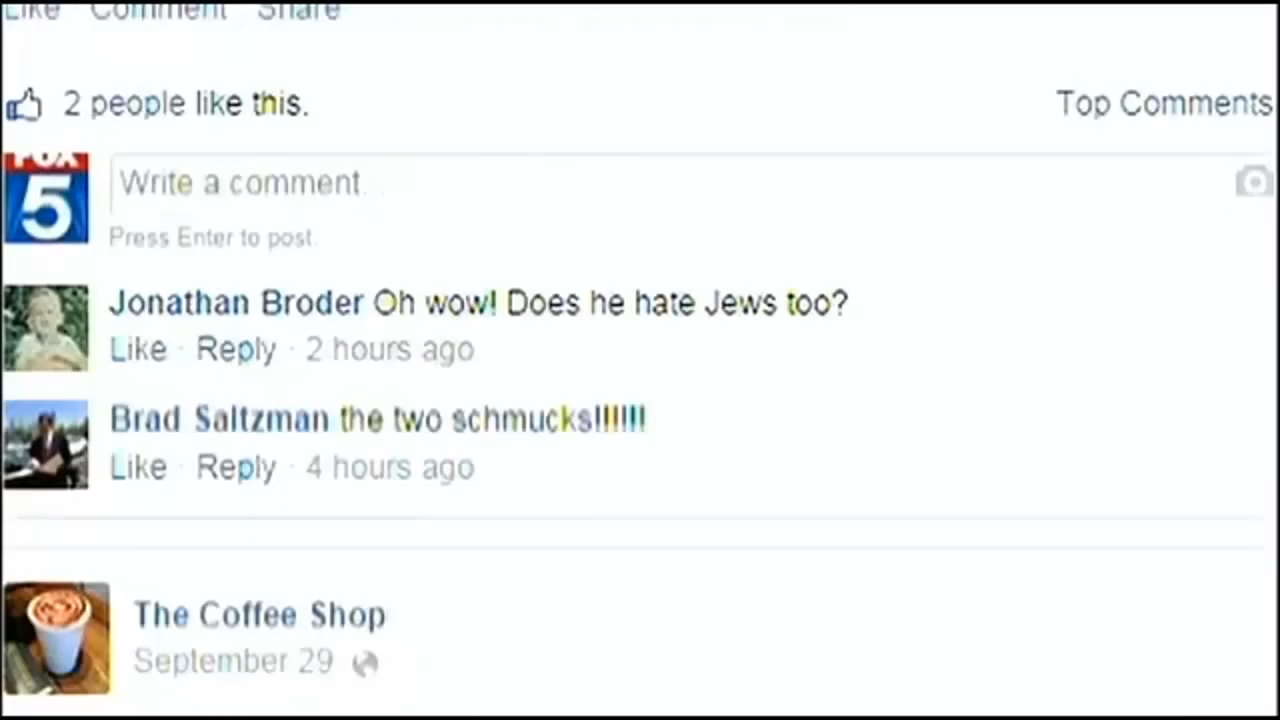 Like Comment Share
2 people like this.
Top Comments
FOX
5
Write a comment...
Press Enter to post.
Jonathan Broder Oh wow! Does he hate Jews too?
Like · Reply · 2 hours ago
Brad Saltzman the two schmucks!!!!!!
Like · Reply · 4 hours ago
The Coffee Shop
September 29